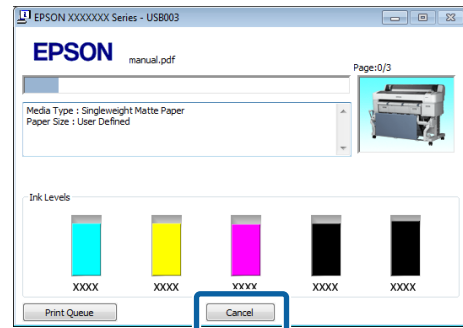 EPSON XXXXXXX Series - USB003
EPSON manual.pdf
Page:0/3
Media Type : Singleweight Matte Paper
Paper Size : User Defined
Ink Levels
XXXX XXXX XXXX XXXX XXXX
Print Queue Cancel